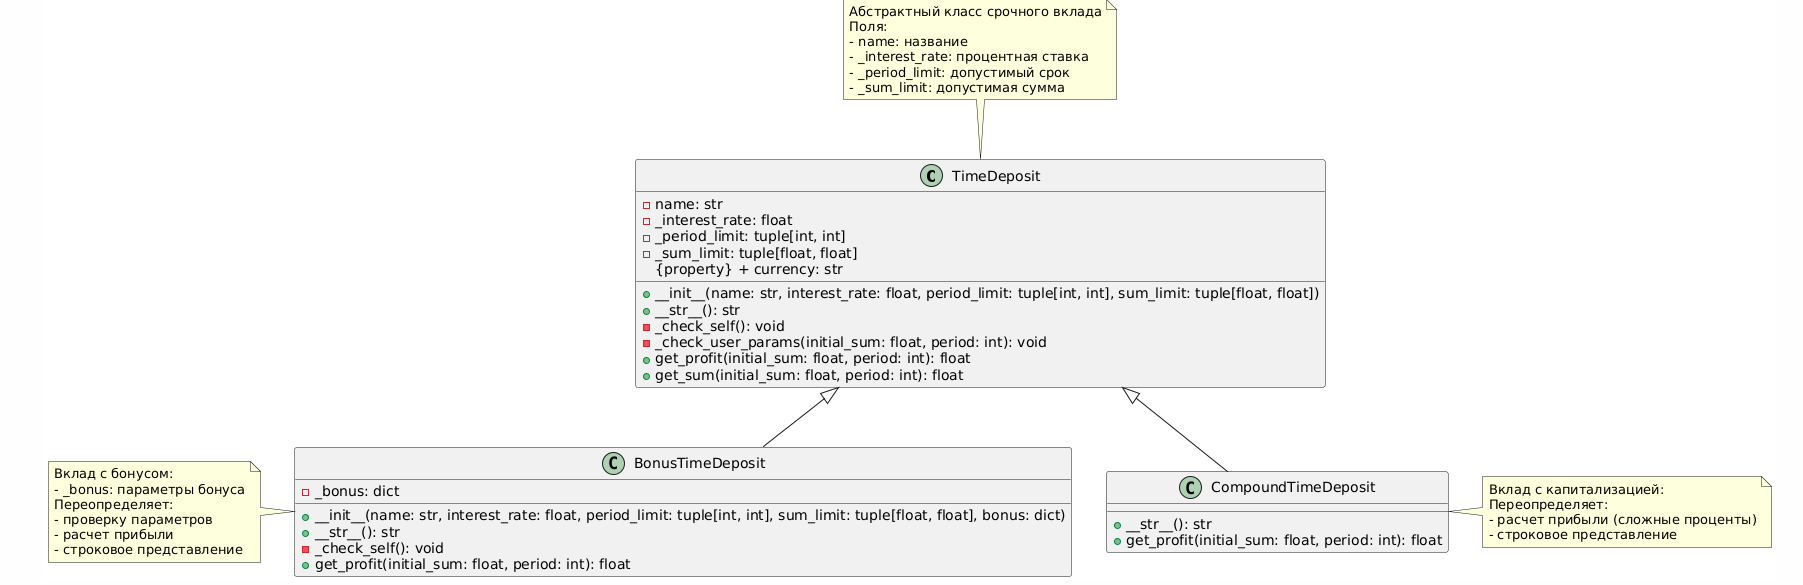 Абстрактный класс срочного вклада
Поля:
- name: название
- _interest_rate: процентная ставка
- _period_limit: допустимый срок
- _sum_limit: допустимая сумма
C TimeDeposit
name: str
_interest_rate: float
_period_limit: tuple[int, int]
_sum_limit: tuple[float, float]
{property} + currency: str
__init__(name: str, interest_rate: float, period_limit: tuple[int, int], sum_limit: tuple[float, float])
__str__(): str
_check_self(): void
_check_user_params(initial_sum: float, period: int): void
get_profit(initial_sum: float, period: int): float
get_sum(initial_sum: float, period: int): float
Вклад с бонусом:
- _bonus: параметры бонуса
Переопределяет:
- проверку параметров
- расчет прибыли
- строковое представление
C BonusTimeDeposit
_bonus: dict
__init__(name: str, interest_rate: float, period_limit: tuple[int, int], sum_limit: tuple[float, float], bonus: dict)
__str__(): str
_check_self(): void
get_profit(initial_sum: float, period: int): float
C CompoundTimeDeposit
__str__(): str
get_profit(initial_sum: float, period: int): float
Вклад с капитализацией:
Переопределяет:
- расчет прибыли (сложные проценты)
- строковое представление